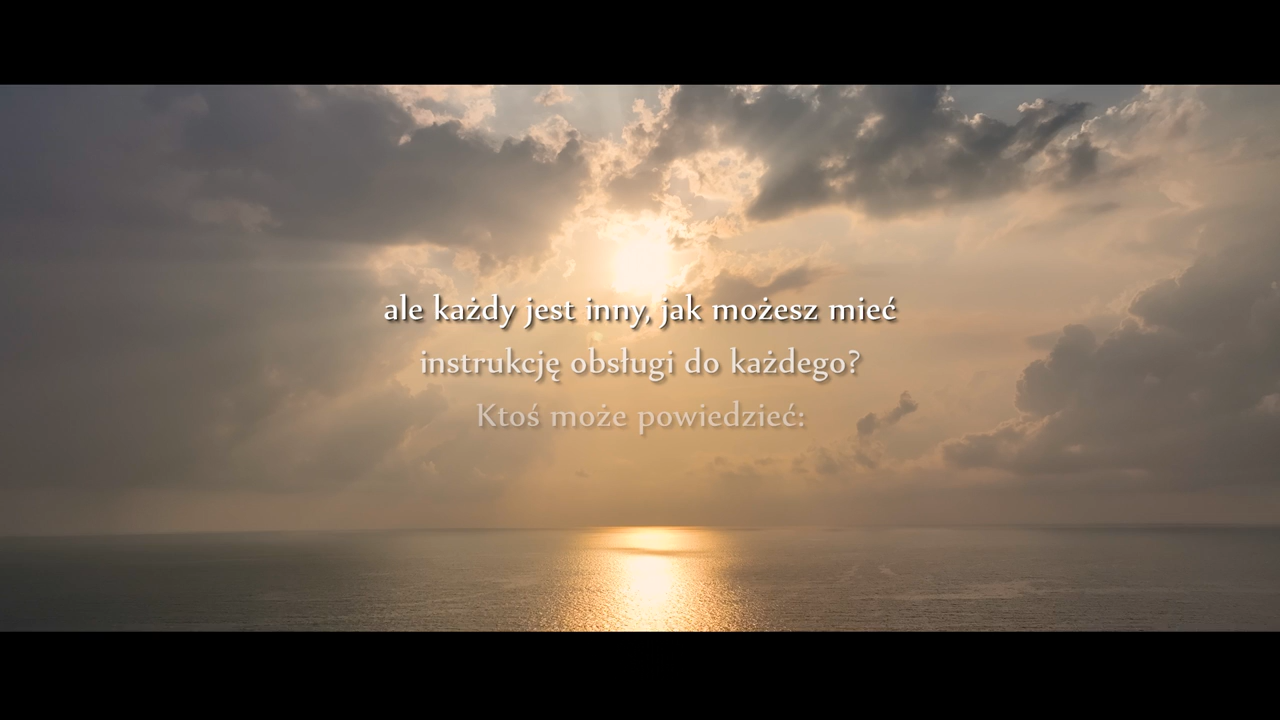 ale każdy jest inny, jak możesz mieć
instrukcję obsługi do każdego?
Ktoś może powiedzieć: